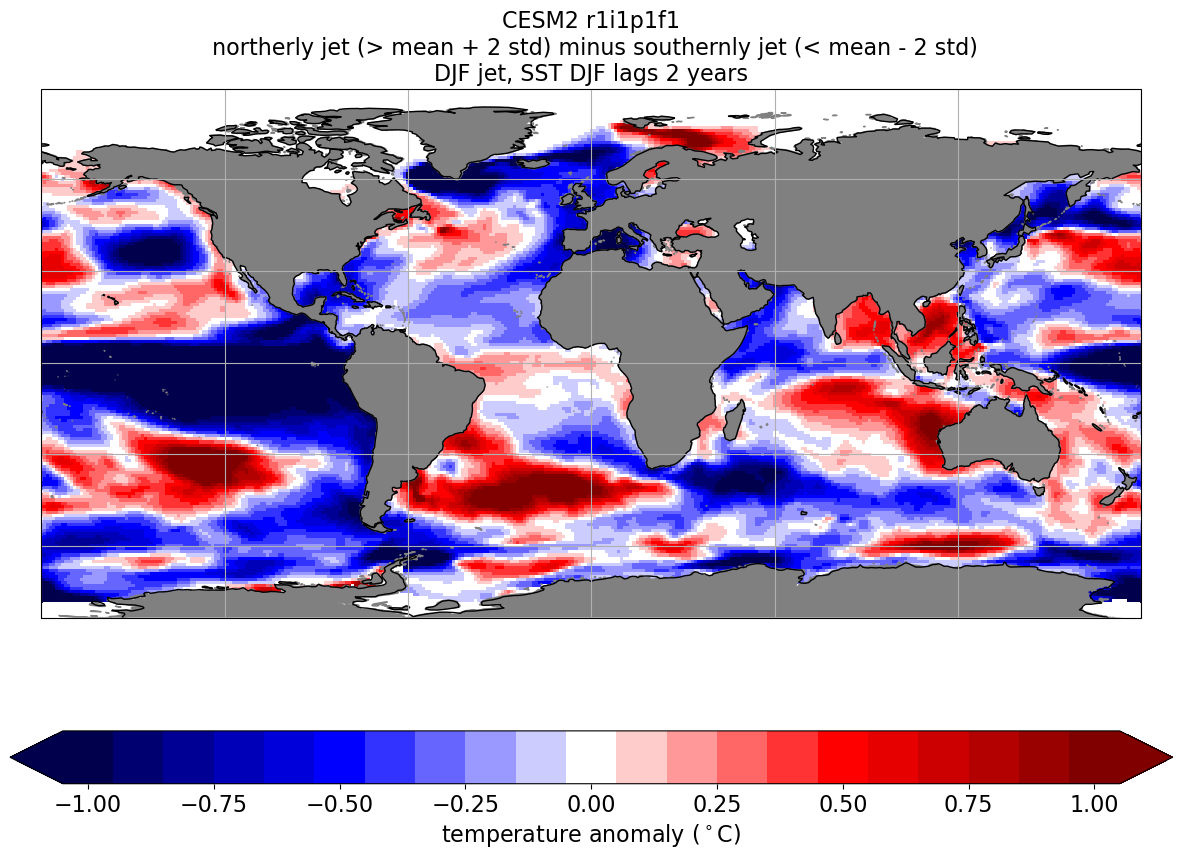 CESM2 r1i1p1f1
northerly jet (> mean + 2 std) minus southernly jet (< mean - 2 std)
DJF jet, SST DJF lags 2 years
−1.00 −0.75 −0.50 −0.25 0.00 0.25 0.50 0.75 1.00
temperature anomaly (°C)